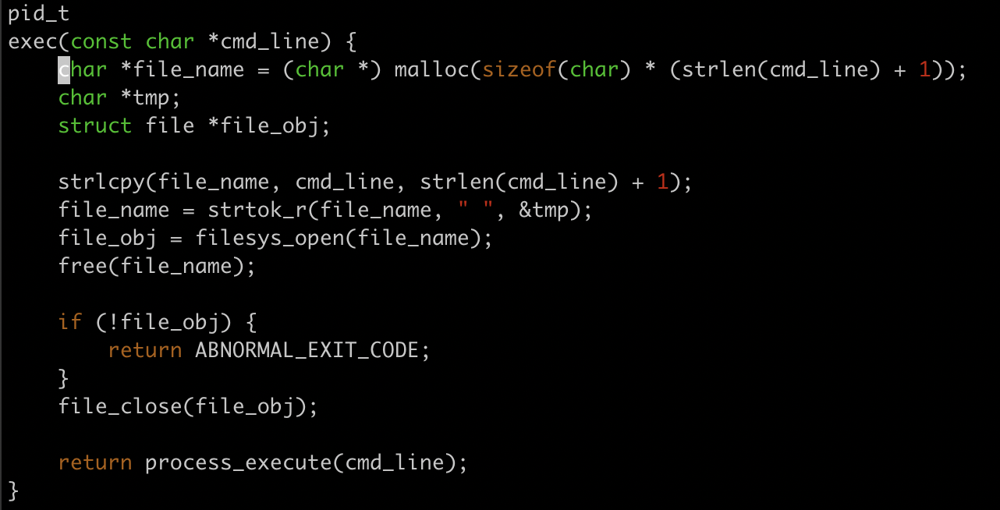 pid_t
exec(const char *cmd_line) {
    char *file_name = (char *) malloc(sizeof(char) * (strlen(cmd_line) + 1));
    char *tmp;
    struct file *file_obj;

    strlcpy(file_name, cmd_line, strlen(cmd_line) + 1);
    file_name = strtok_r(file_name, " ", &tmp);
    file_obj = filesys_open(file_name);
    free(file_name);

    if (!file_obj) {
        return ABNORMAL_EXIT_CODE;
    }
    file_close(file_obj);

    return process_execute(cmd_line);
}